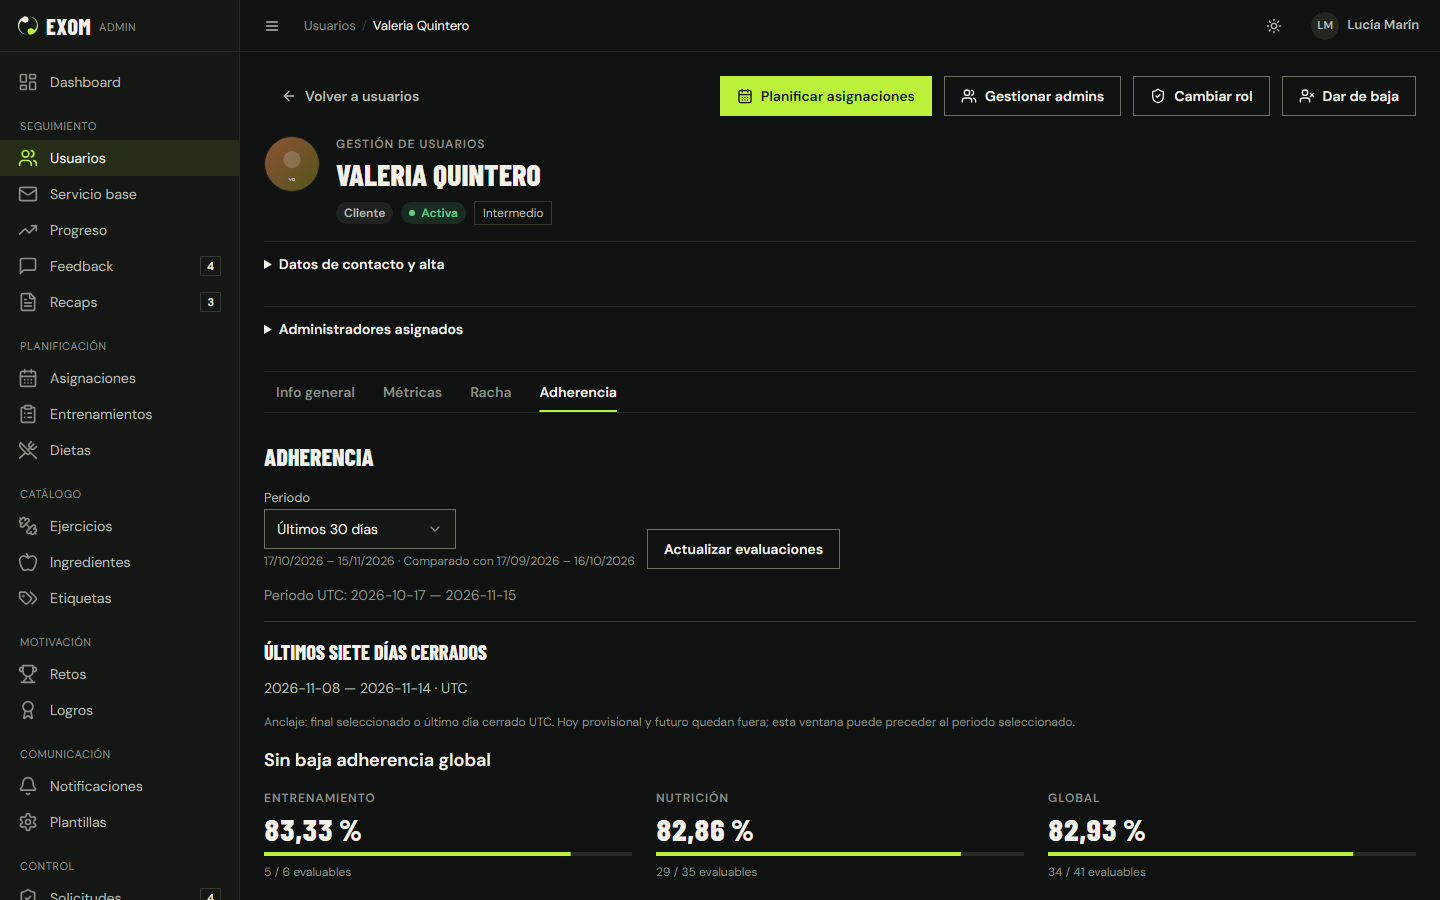 EXOM ADMIN
Usuarios / Valeria Quintero
LM Lucía Marín
Dashboard
SEGUIMIENTO
Usuarios
Servicio base
Progreso
Feedback 4
Recaps 3
PLANIFICACIÓN
Asignaciones
Entrenamientos
Dietas
CATÁLOGO
Ejercicios
Ingredientes
Etiquetas
MOTIVACIÓN
Retos
Logros
COMUNICACIÓN
Notificaciones
Plantillas
CONTROL
Solicitudes 4
Volver a usuarios
Planificar asignaciones
Gestionar admins
Cambiar rol
Dar de baja
VQ
GESTIÓN DE USUARIOS
VALERIA QUINTERO
Cliente Activa Intermedio
Datos de contacto y alta
Administradores asignados
Info general Métricas Racha Adherencia
ADHERENCIA
Periodo
Últimos 30 días
17/10/2026 – 15/11/2026 · Comparado con 17/09/2026 – 16/10/2026
Actualizar evaluaciones
Periodo UTC: 2026-10-17 — 2026-11-15
ÚLTIMOS SIETE DÍAS CERRADOS
2026-11-08 — 2026-11-14 · UTC
Anclaje: final seleccionado o último día cerrado UTC. Hoy provisional y futuro quedan fuera; esta ventana puede preceder al periodo seleccionado.
Sin baja adherencia global
ENTRENAMIENTO
83,33 %
5 / 6 evaluables
NUTRICIÓN
82,86 %
29 / 35 evaluables
GLOBAL
82,93 %
34 / 41 evaluables